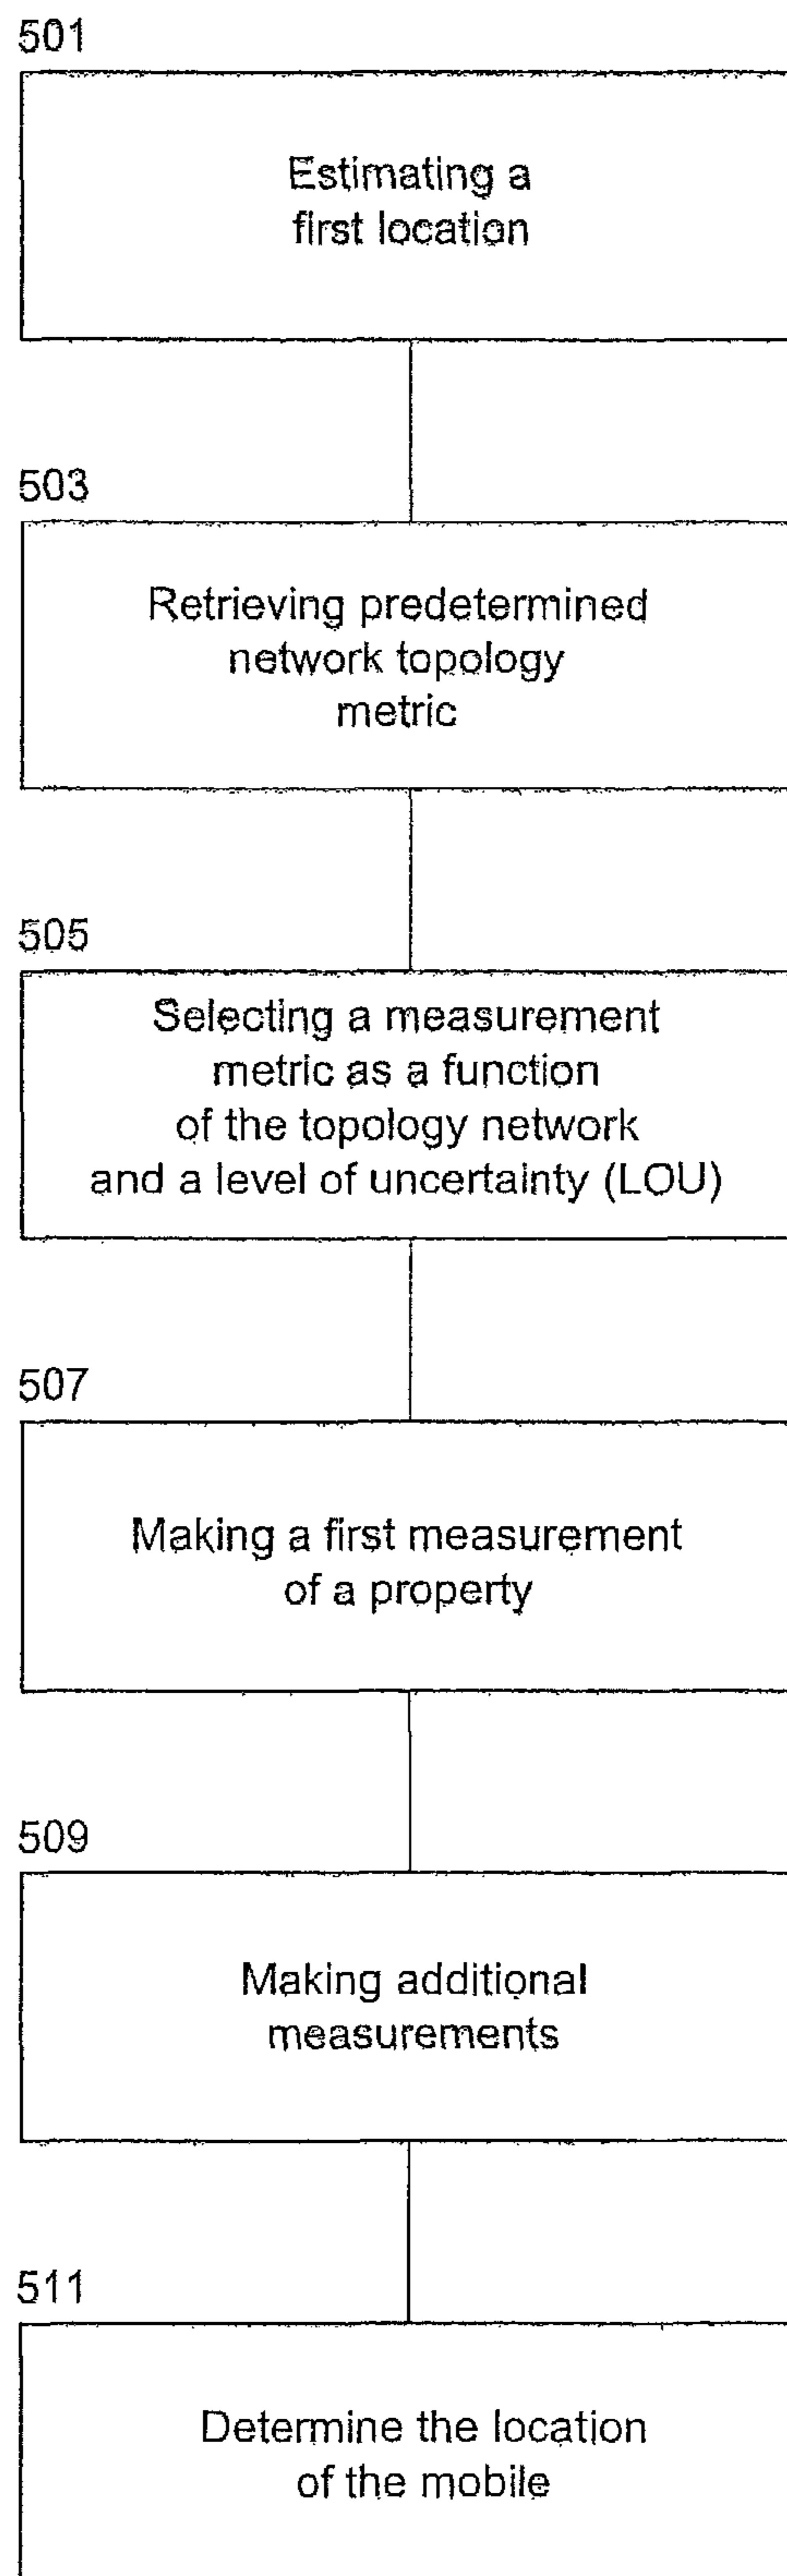 501
Estimating a
first location
503
Retrieving predetermined
network topology
metric
505
Selecting a measurement
metric as a function
of the topology network
and a level of uncertainty (LOU)
507
Making a first measurement
of a property
509
Making additional
measurements
511
Determine the location
of the mobile